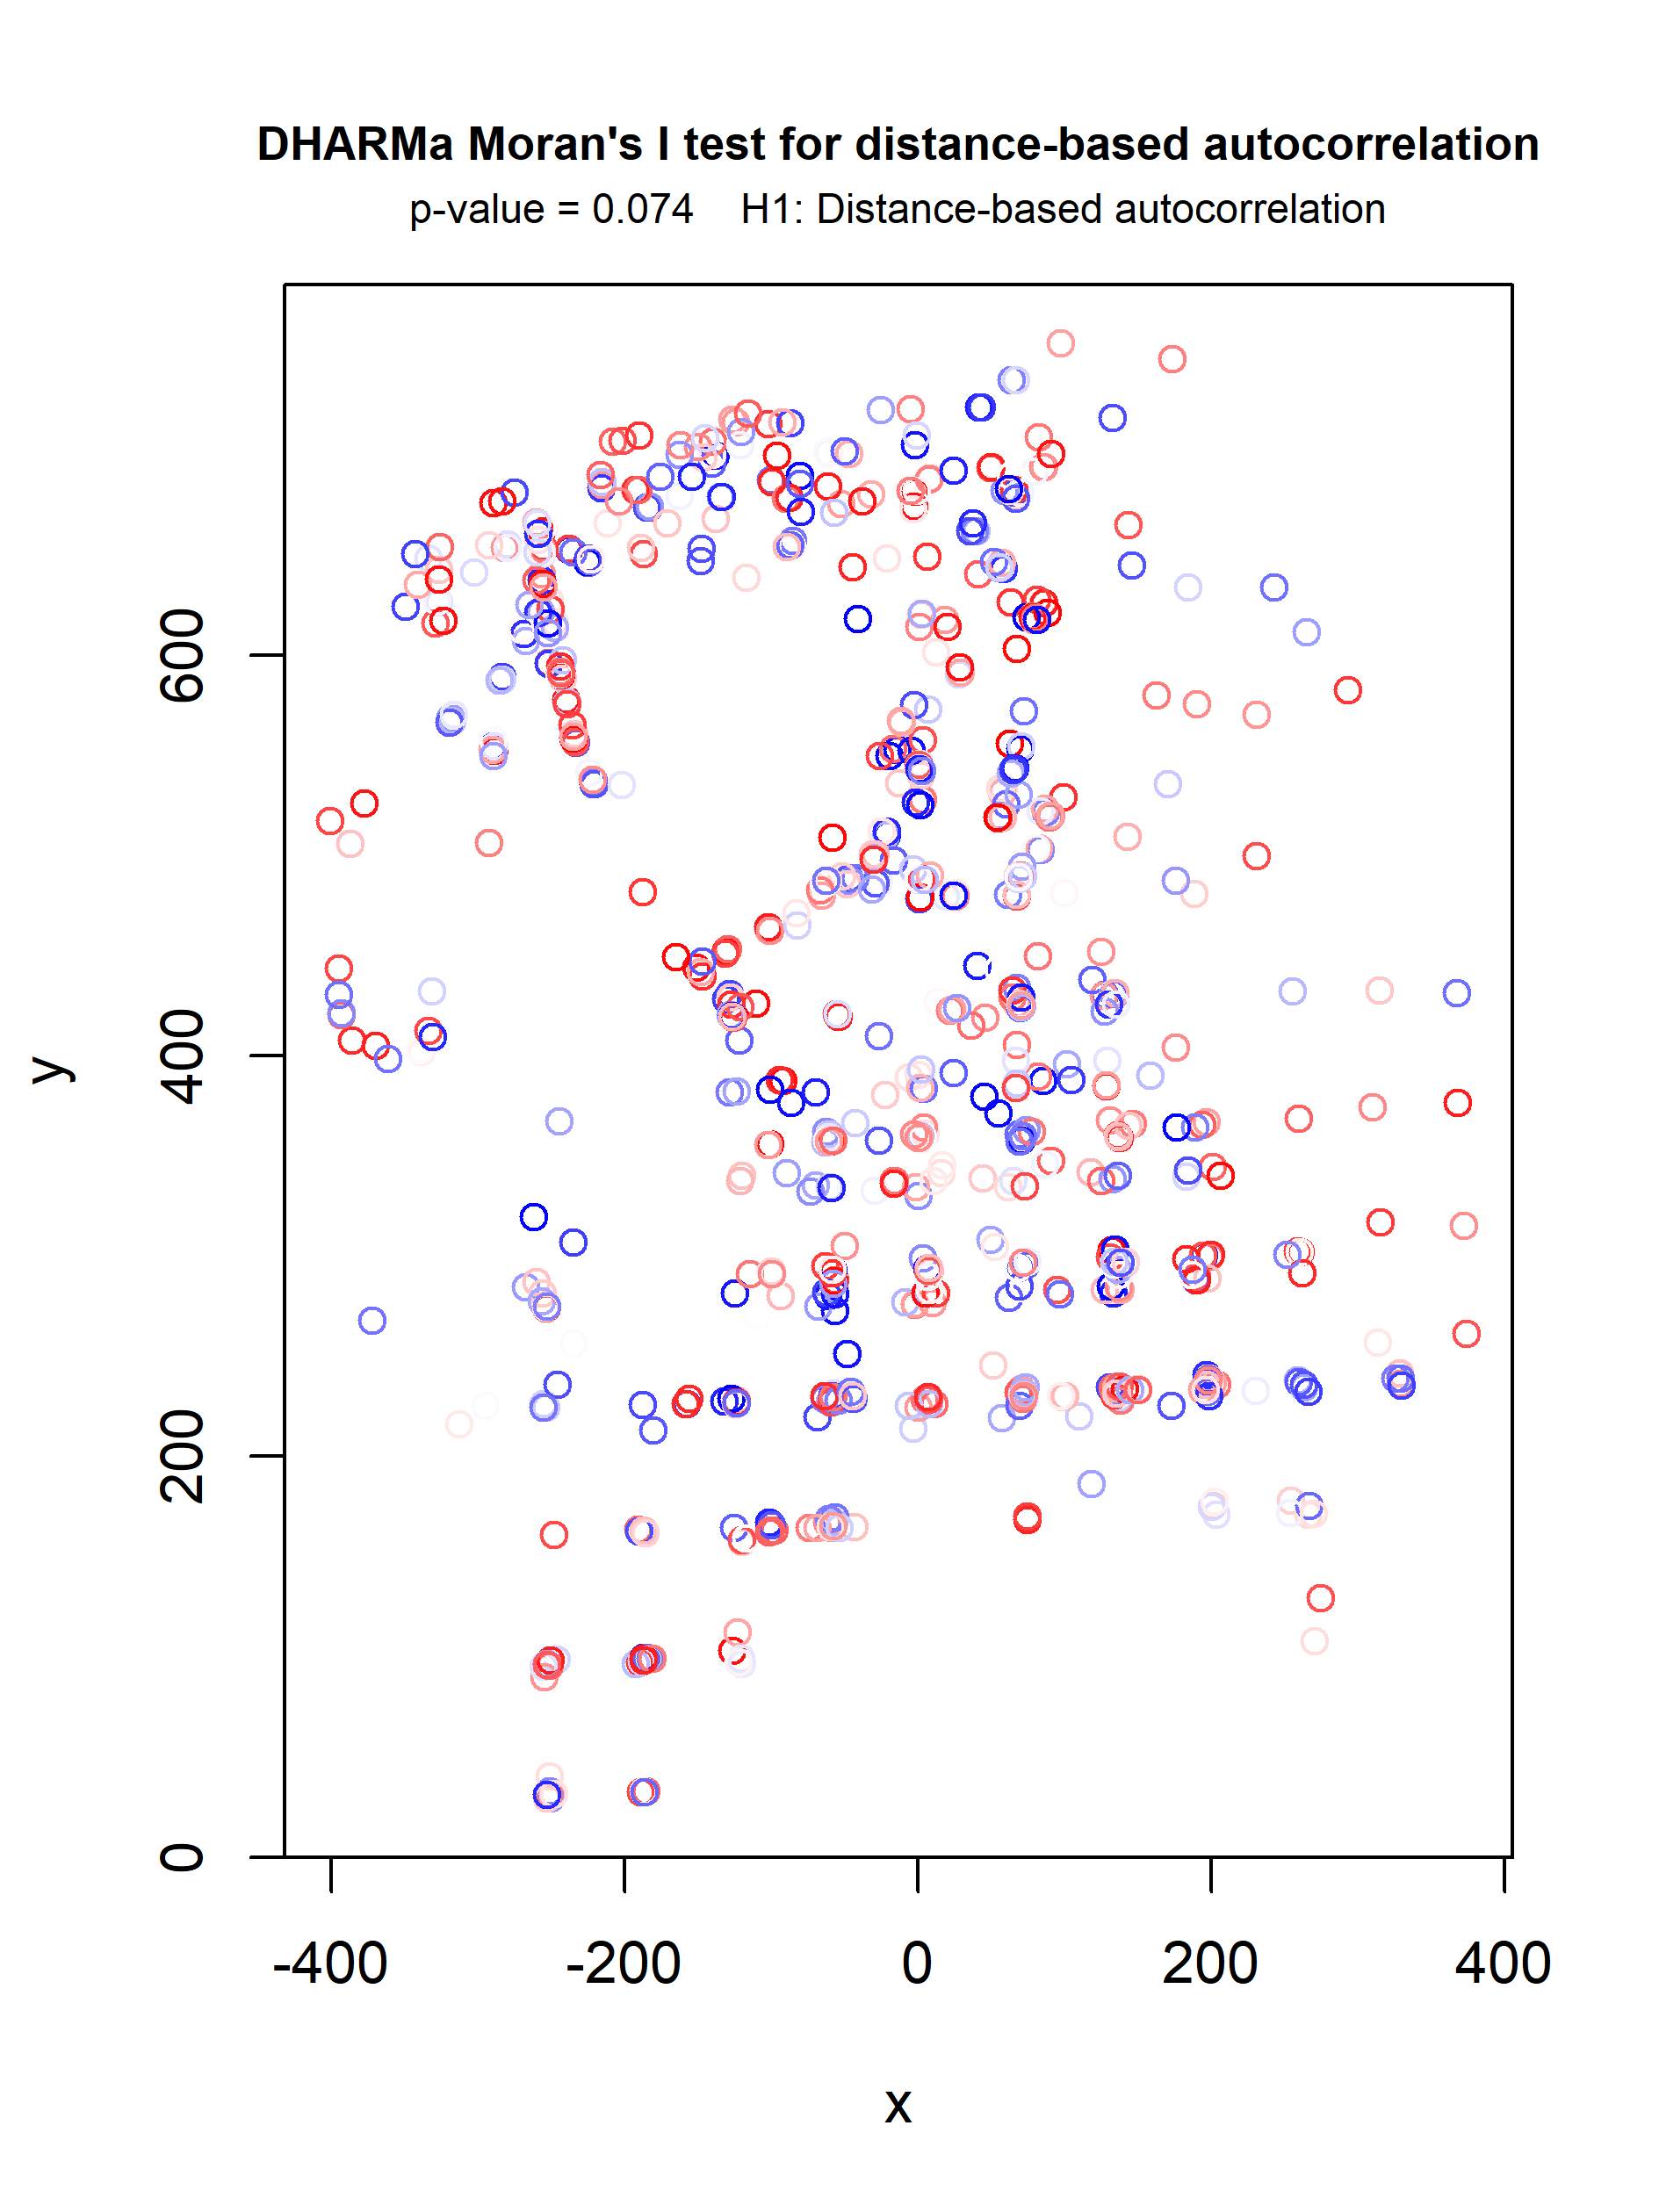 DHARMa Moran's I test for distance-based autocorrelation
p-value = 0.074 H1: Distance-based autocorrelation
y
600
400
200
0
-400 -200 0 200 400
x